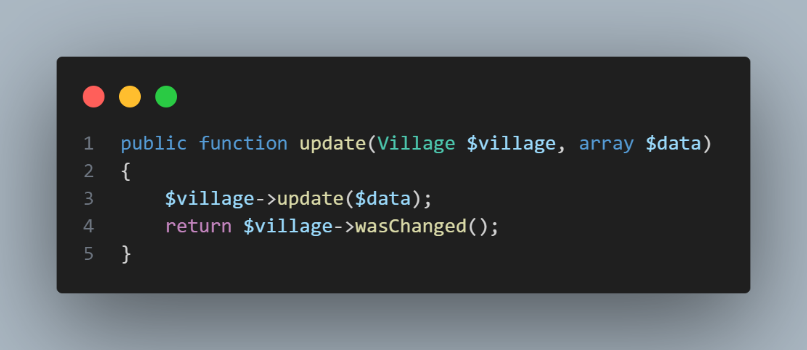 1 public function update(Village $village, array $data)
2 {
3     $village->update($data);
4     return $village->wasChanged();
5 }